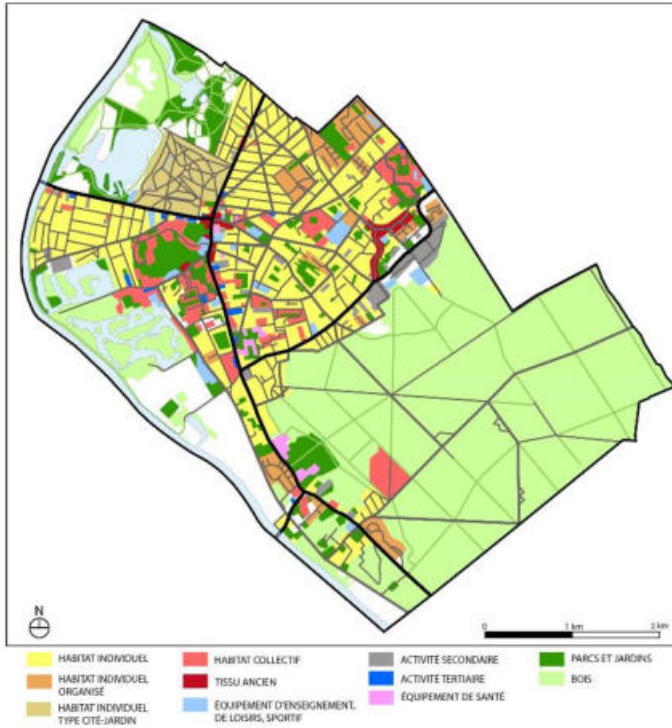 N
0 1 km 2 km
HABITAT INDIVIDUEL
HABITAT INDIVIDUEL
ORGANISÉ
HABITAT INDIVIDUEL
TYPE CITÉ-JARDIN
HABITAT COLLECTIF
TISSU ANCIEN
ÉQUIPEMENT D'ENSEIGNEMENT,
DE LOISIRS, SPORTIF
ACTIVITÉ SECONDAIRE
ACTIVITÉ TERTIAIRE
ÉQUIPEMENT DE SANTÉ
PARCS ET JARDINS
BOIS